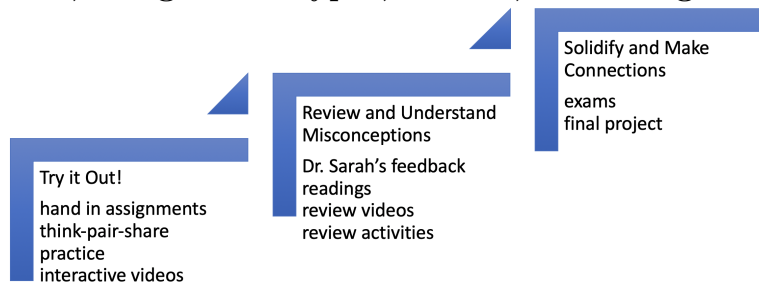 Try it Out!
hand in assignments
think-pair-share
practice
interactive videos
Review and Understand
Misconceptions
Dr. Sarah's feedback
readings
review videos
review activities
Solidify and Make
Connections
exams
final project